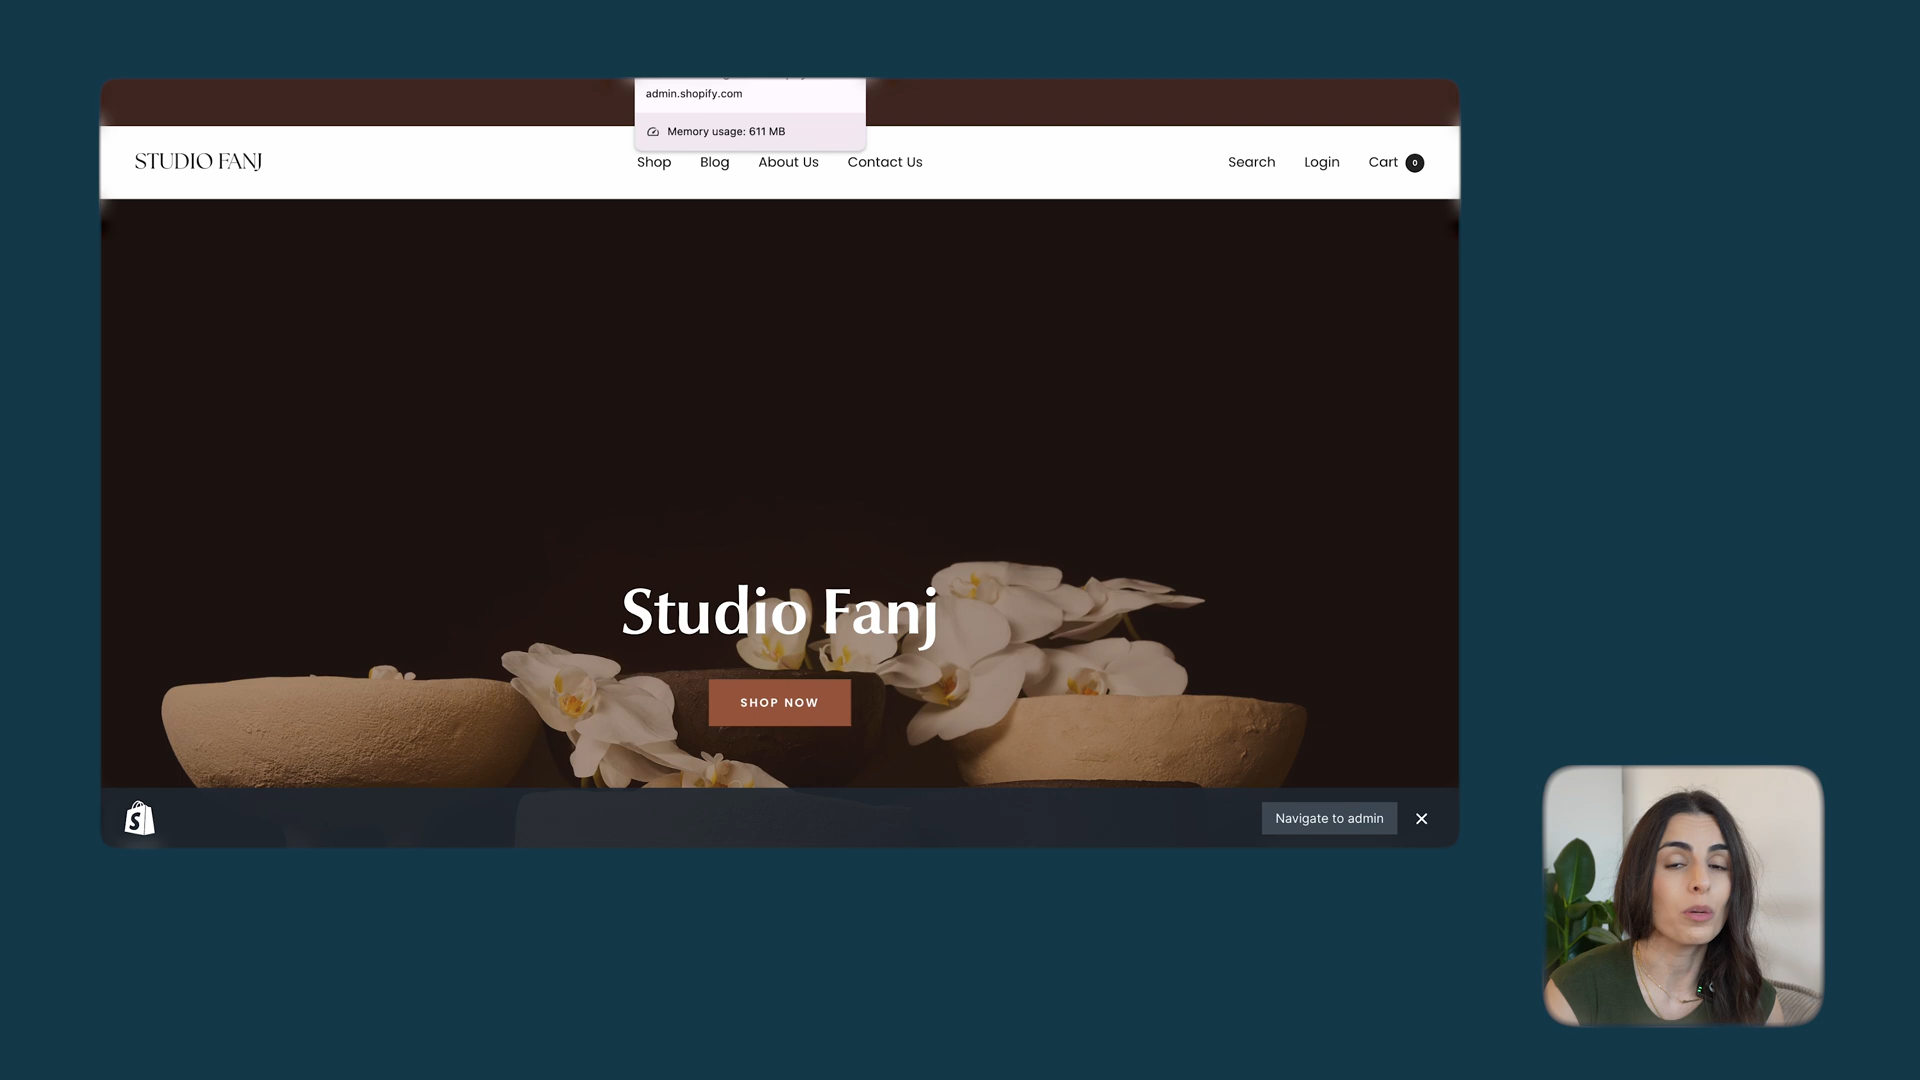 admin.shopify.com
Memory usage: 611 MB
STUDIO FANJ
Shop Blog About Us Contact Us
Search Login Cart 0
Studio Fanj
SHOP NOW
Navigate to admin